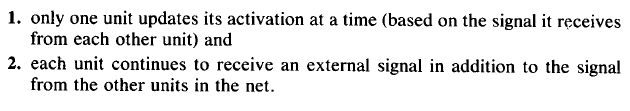 1. only one unit updates its activation at a time (based on the signal it receives
from each other unit) and
2. each unit continues to receive an external signal in addition to the signal
from the other units in the net.